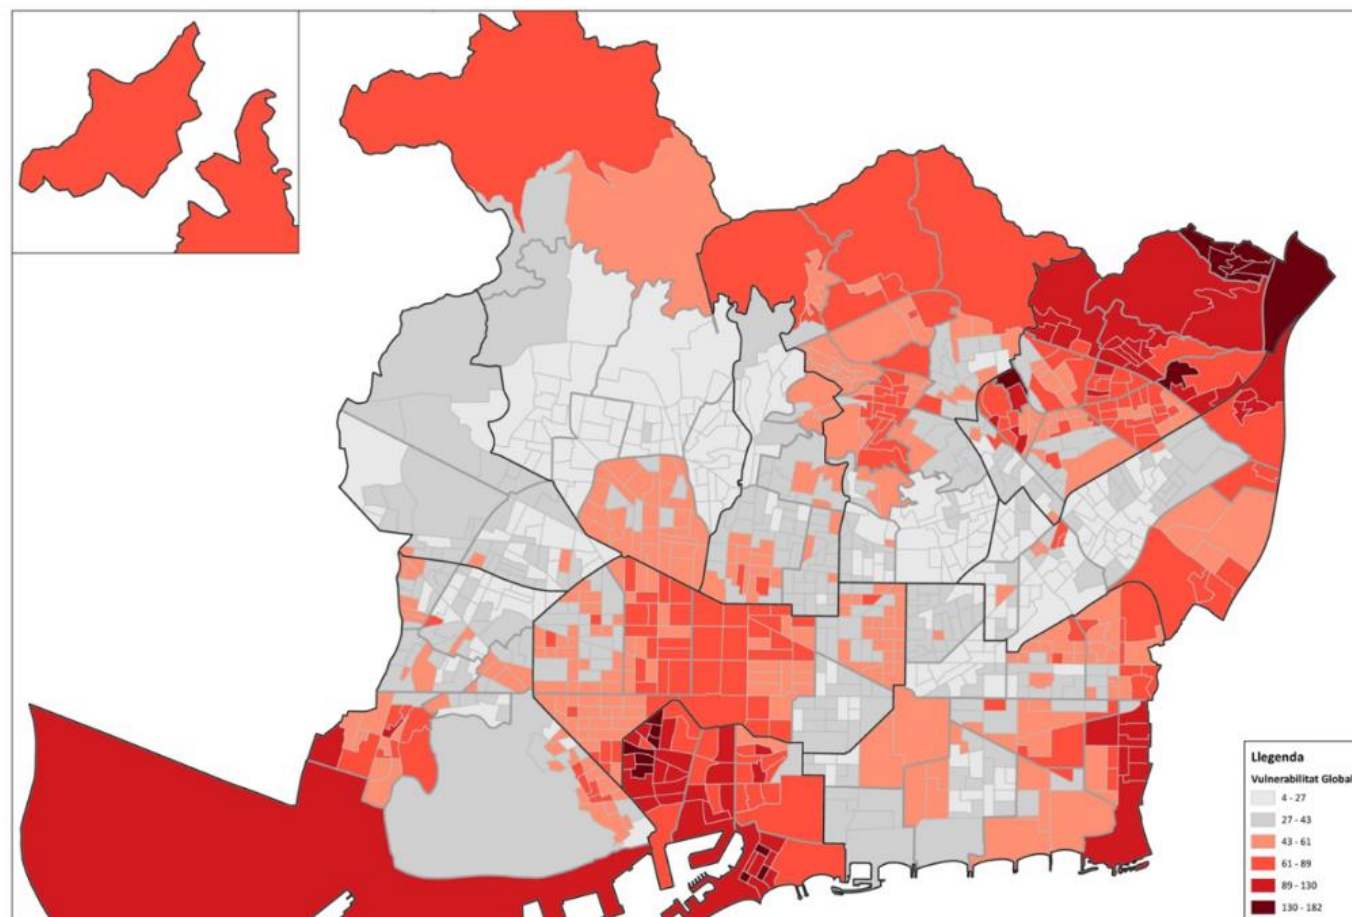 Llegenda
Vulnerabilitat Global
4 - 27
27 - 43
43 - 61
61 - 89
89 - 130
130 - 182